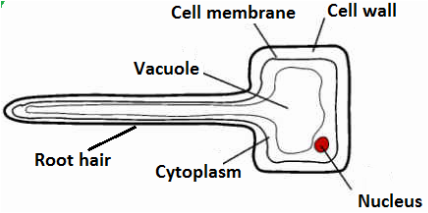 Cell membrane
Cell wall
Vacuole
Root hair
Cytoplasm
Nucleus